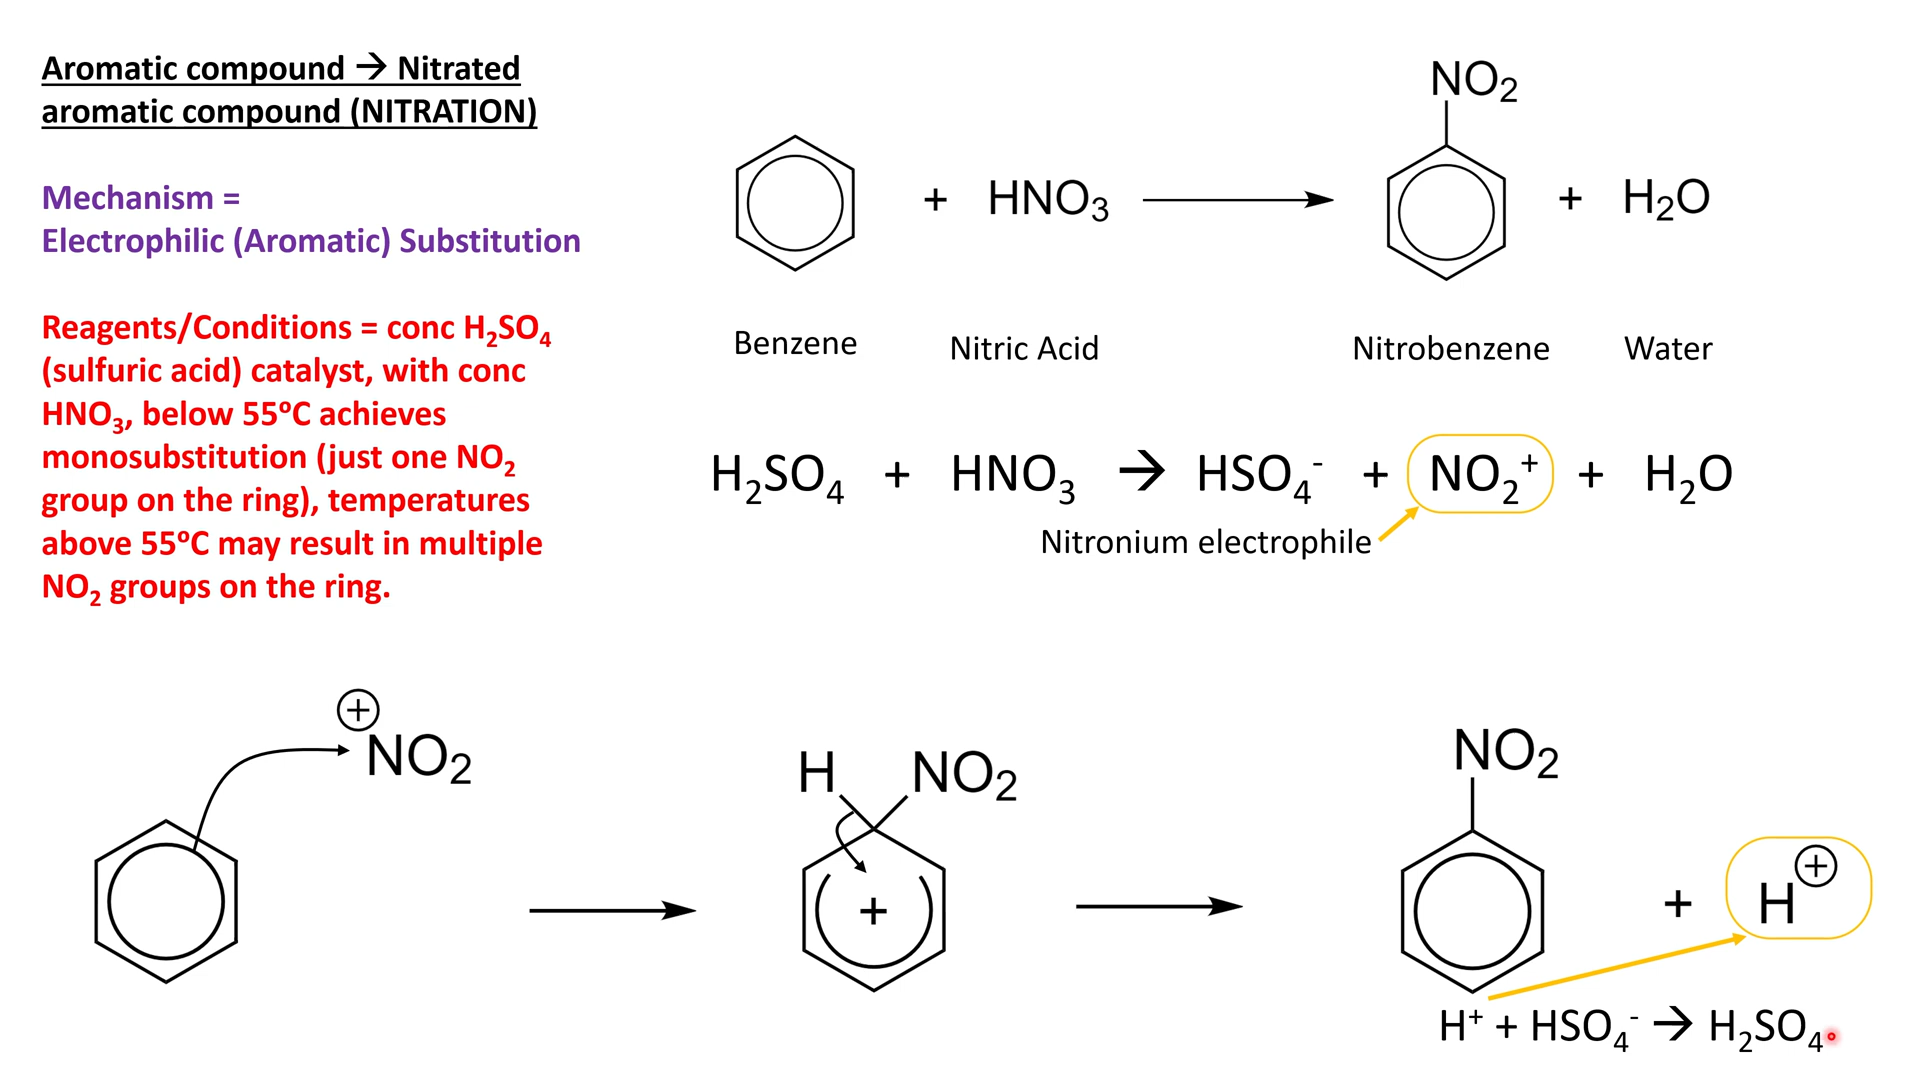 Aromatic compound → Nitrated
aromatic compound (NITRATION)
Mechanism =
Electrophilic (Aromatic) Substitution
Reagents/Conditions = conc H₂SO₄
(sulfuric acid) catalyst, with conc
HNO₃, below 55ºC achieves
monosubstitution (just one NO₂
group on the ring), temperatures
above 55ºC may result in multiple
NO₂ groups on the ring.
NO₂
+ HNO₃ + H₂O
Benzene Nitric Acid Nitrobenzene Water
H₂SO₄ + HNO₃ → HSO₄⁻ + NO₂⁺ + H₂O
Nitronium electrophile
+
NO₂
H NO₂
+
NO₂
+ H +
H⁺ + HSO₄⁻ → H₂SO₄